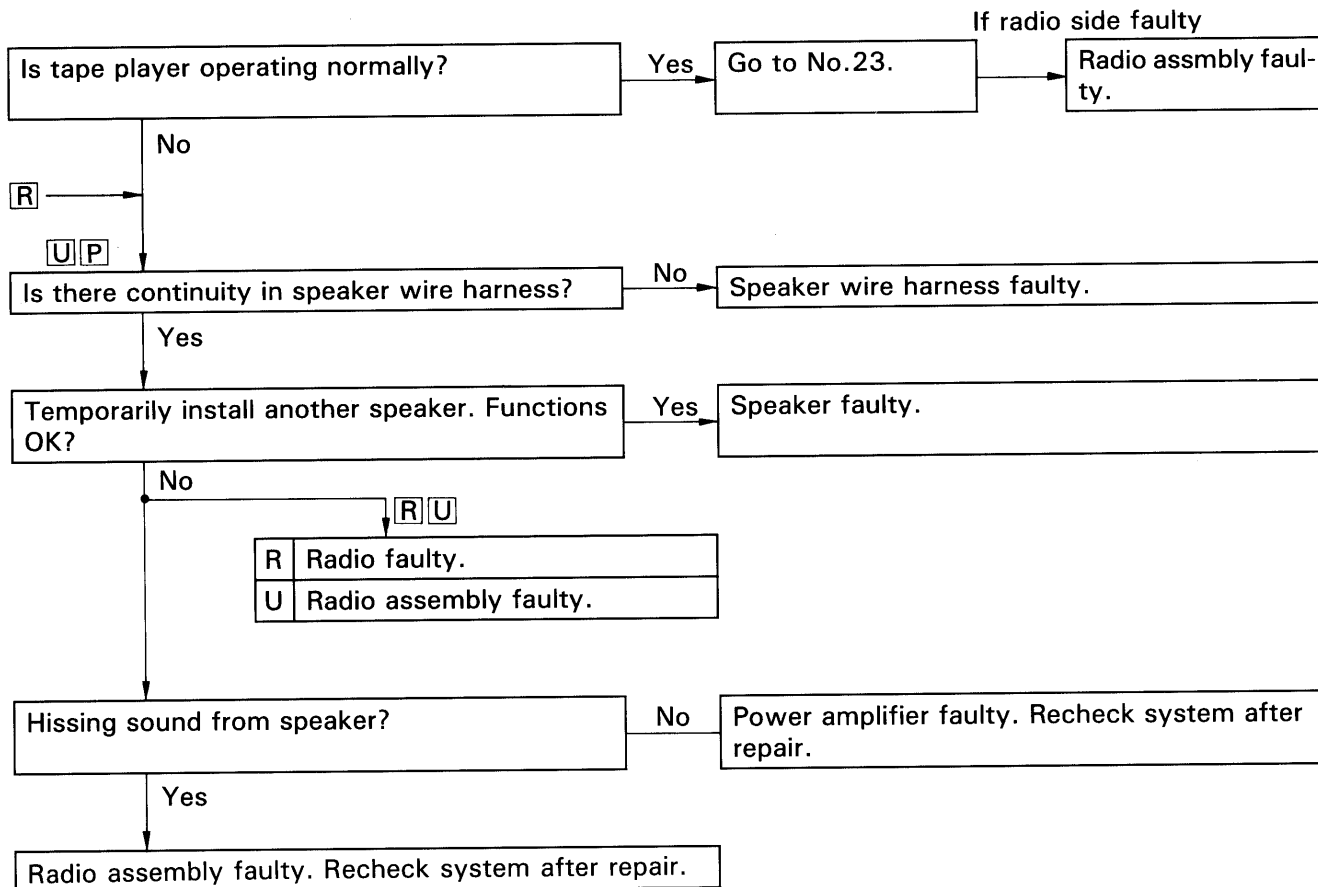 If radio side faulty
Is tape player operating normally?
Yes
Go to No.23.
Radio assmbly faul-
ty.
No
R
U P
Is there continuity in speaker wire harness?
No
Speaker wire harness faulty.
Yes
Temporarily install another speaker. Functions
OK?
Yes
Speaker faulty.
No
R U
R Radio faulty.
U Radio assembly faulty.
Hissing sound from speaker?
No
Power amplifier faulty. Recheck system after
repair.
Yes
Radio assembly faulty. Recheck system after repair.